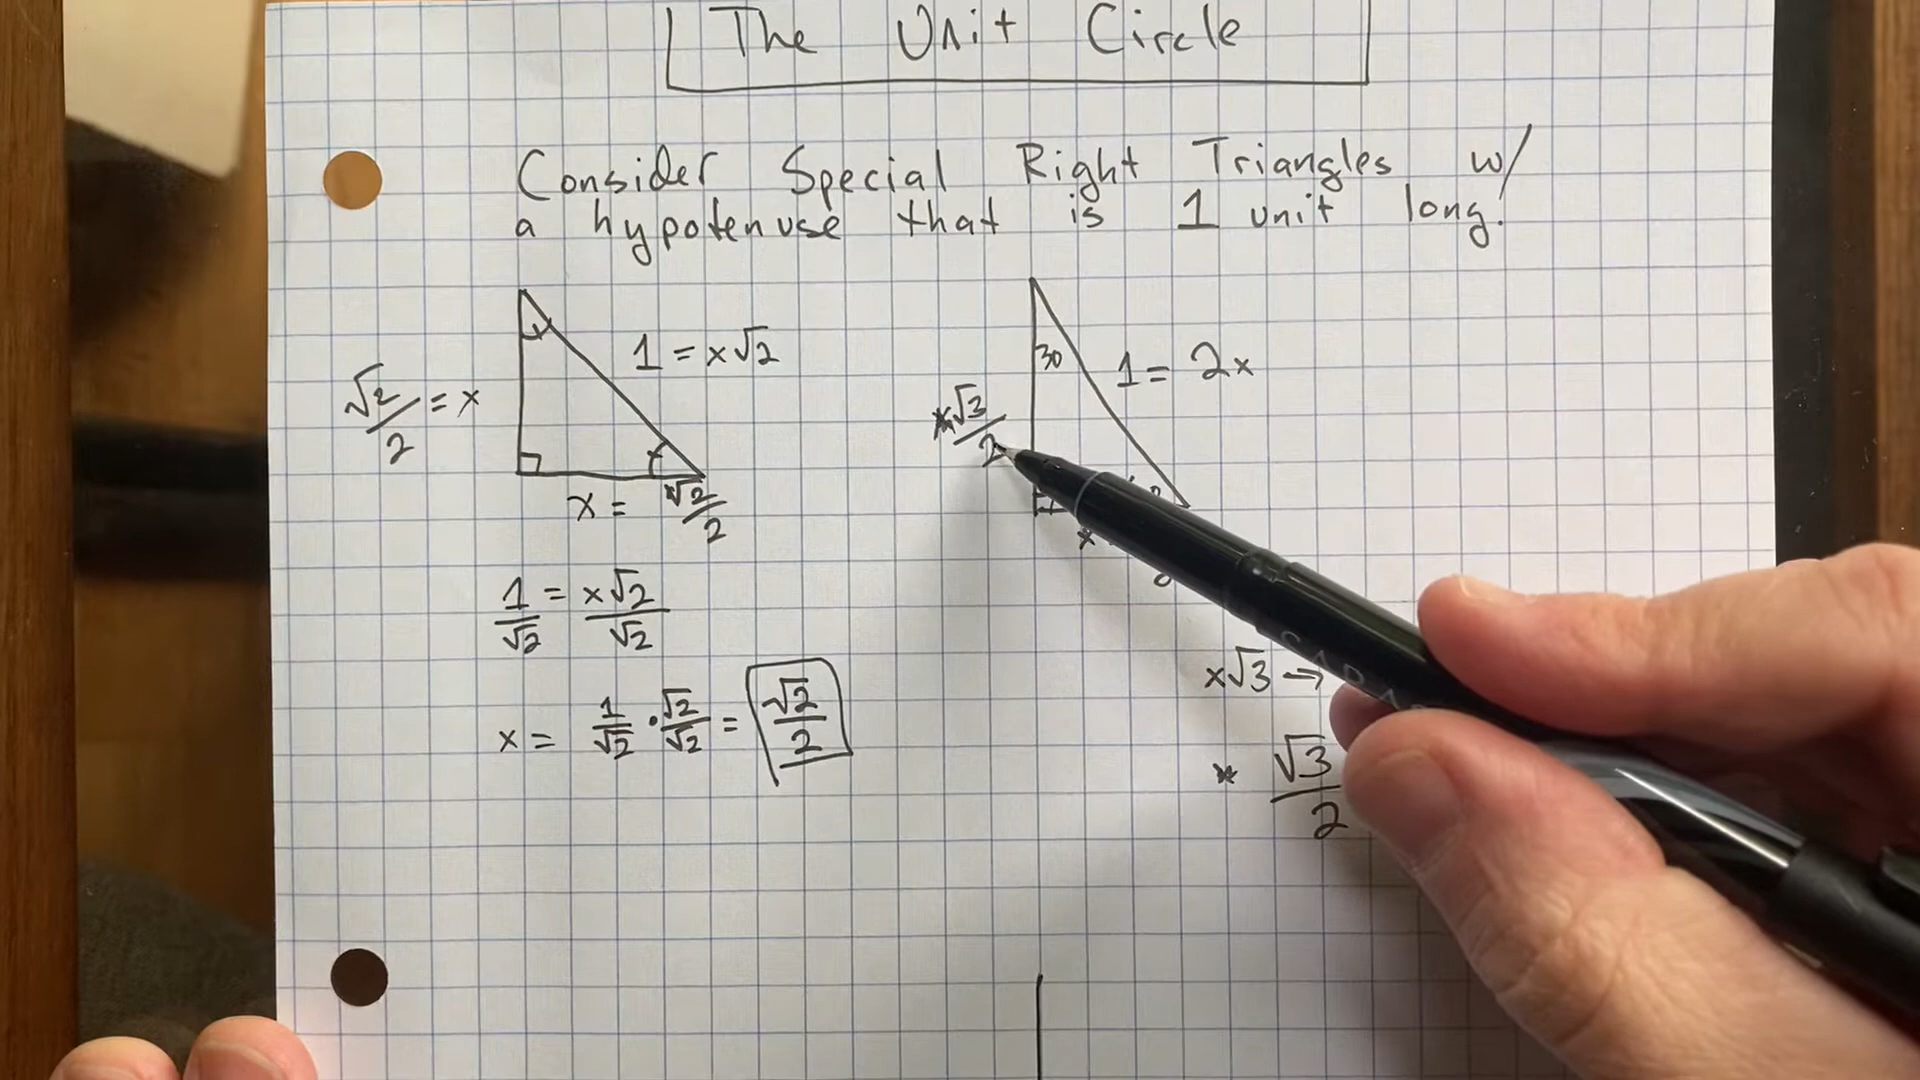 The Unit Circle
Consider Special Right Triangles w/
a hypotenuse that is 1 unit long!
1 = x√2
√2/2 = x
x = √2/2
1/√2 = x√2/√2
x = 1/√2 · √2/√2 = √2/2
30
1 = 2x
√3/2
x
x√3 →
* √3/2